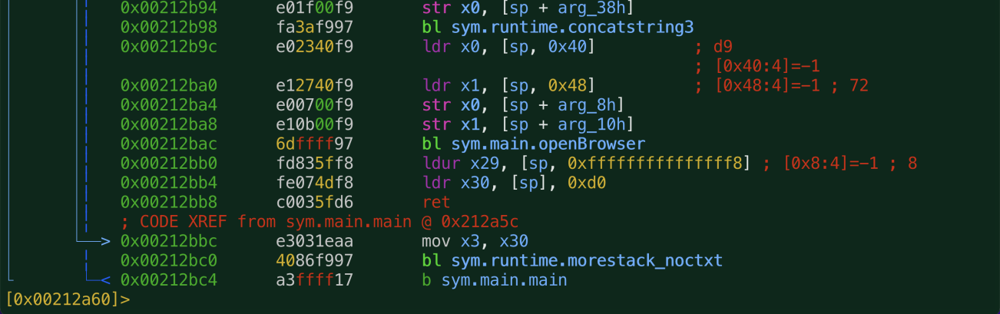 0x00212b94 e01f00f9 str x0, [sp + arg_38h]
0x00212b98 fa3af997 bl sym.runtime.concatstring3
0x00212b9c e02340f9 ldr x0, [sp, 0x40] ; d9
; [0x40:4]=-1
0x00212ba0 e12740f9 ldr x1, [sp, 0x48] ; [0x48:4]=-1 ; 72
0x00212ba4 e00700f9 str x0, [sp + arg_8h]
0x00212ba8 e10b00f9 str x1, [sp + arg_10h]
0x00212bac 6dffff97 bl sym.main.openBrowser
0x00212bb0 fd835ff8 ldur x29, [sp, 0xfffffffffffffff8] ; [0x8:4]=-1 ; 8
0x00212bb4 fe074df8 ldr x30, [sp], 0xd0
0x00212bb8 c0035fd6 ret
; CODE XREF from sym.main.main @ 0x212a5c
0x00212bbc e3031eaa mov x3, x30
0x00212bc0 4086f997 bl sym.runtime.morestack_noctxt
0x00212bc4 a3ffff17 b sym.main.main
[0x00212a60]>